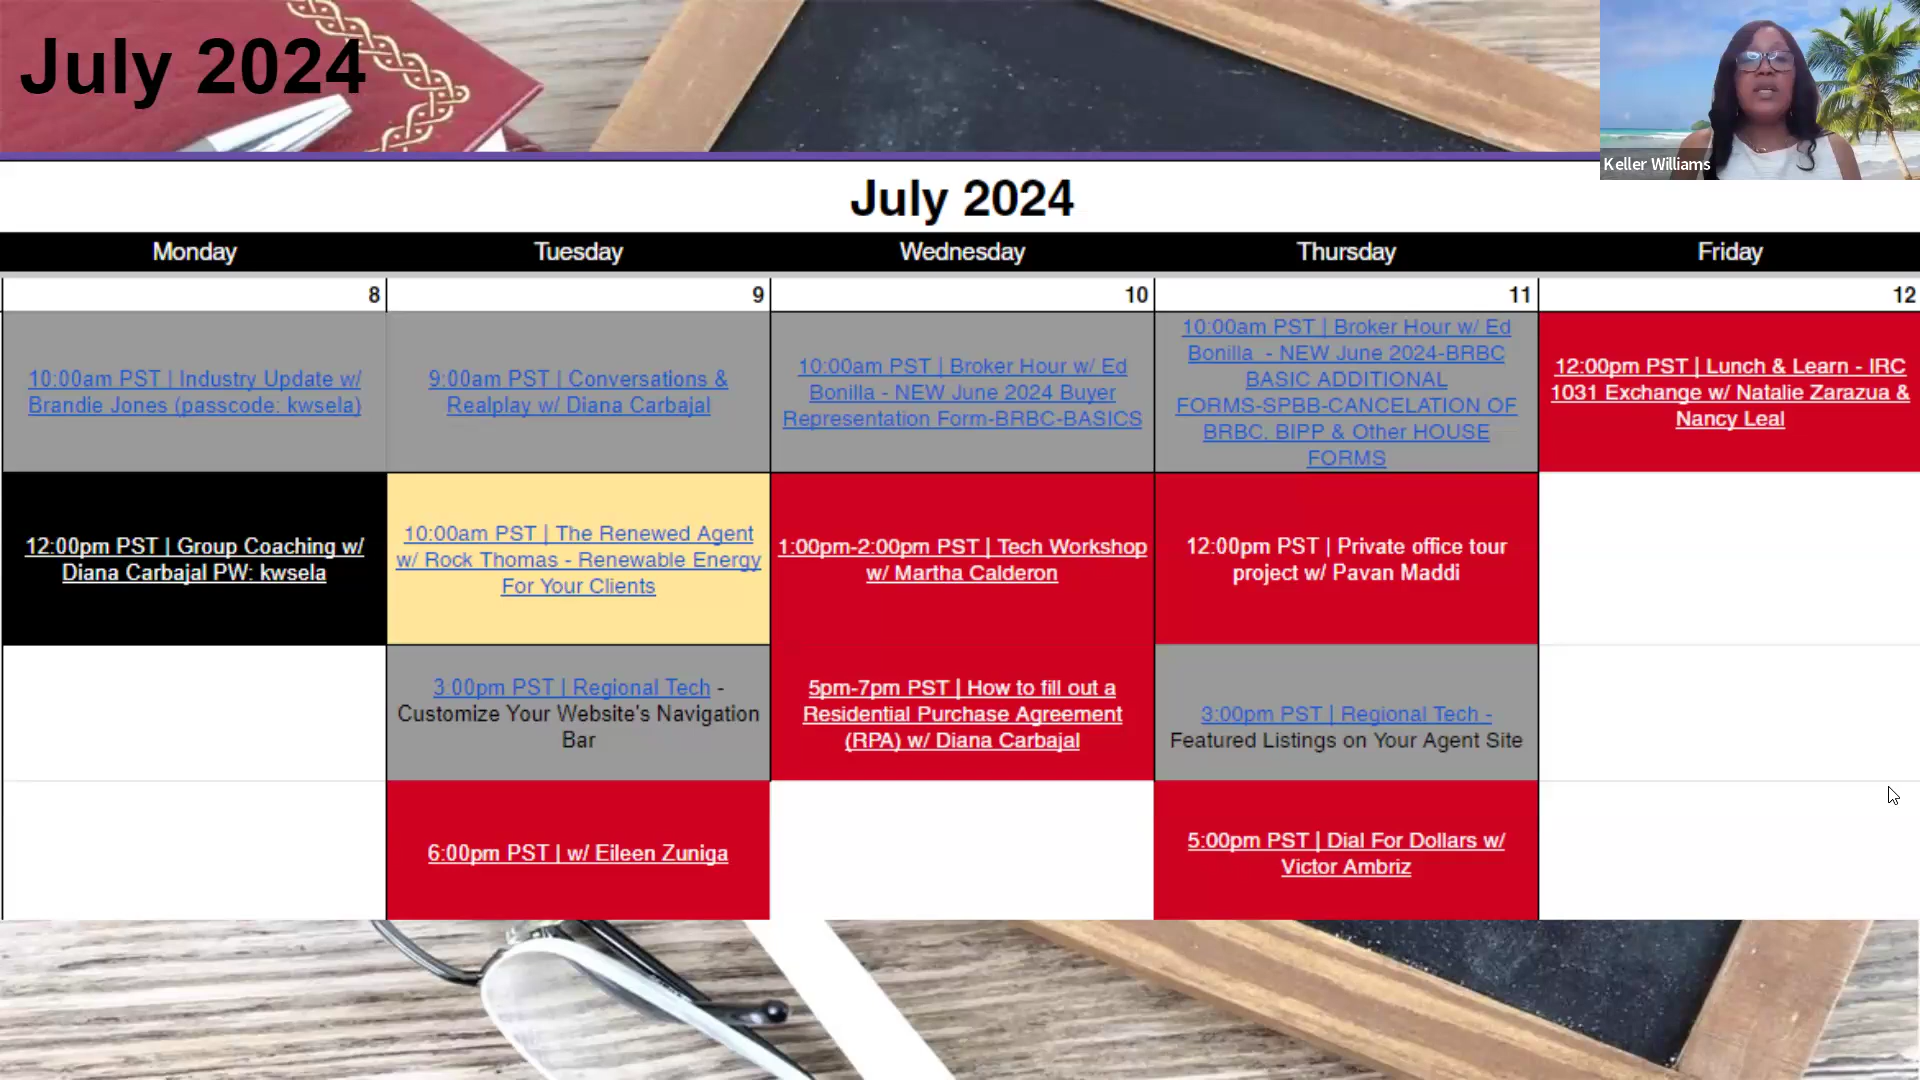 July 2024
Keller Williams
July 2024
Monday
Tuesday
Wednesday
Thursday
Friday
8
9
10
11
12
10:00am PST | Industry Update w/
Brandie Jones (passcode: kwsela)
9:00am PST | Conversations &
Realplay w/ Diana Carbajal
10:00am PST | Broker Hour w/ Ed
Bonilla - NEW June 2024 Buyer
Representation Form-BRBC-BASICS
10:00am PST | Broker Hour w/ Ed
Bonilla - NEW June 2024-BRBC
BASIC ADDITIONAL
FORMS-SPBB-CANCELATION OF
BRBC, BIPP & Other HOUSE
FORMS
12:00pm PST | Lunch & Learn - IRC
1031 Exchange w/ Natalie Zarazua &
Nancy Leal
12:00pm PST | Group Coaching w/
Diana Carbajal PW: kwsela
10:00am PST | The Renewed Agent
w/ Rock Thomas - Renewable Energy
For Your Clients
1:00pm-2:00pm PST | Tech Workshop
w/ Martha Calderon
12:00pm PST | Private office tour
project w/ Pavan Maddi
3:00pm PST | Regional Tech -
Customize Your Website's Navigation
Bar
5pm-7pm PST | How to fill out a
Residential Purchase Agreement
(RPA) w/ Diana Carbajal
3:00pm PST | Regional Tech -
Featured Listings on Your Agent Site
6:00pm PST | w/ Eileen Zuniga
5:00pm PST | Dial For Dollars w/
Victor Ambriz